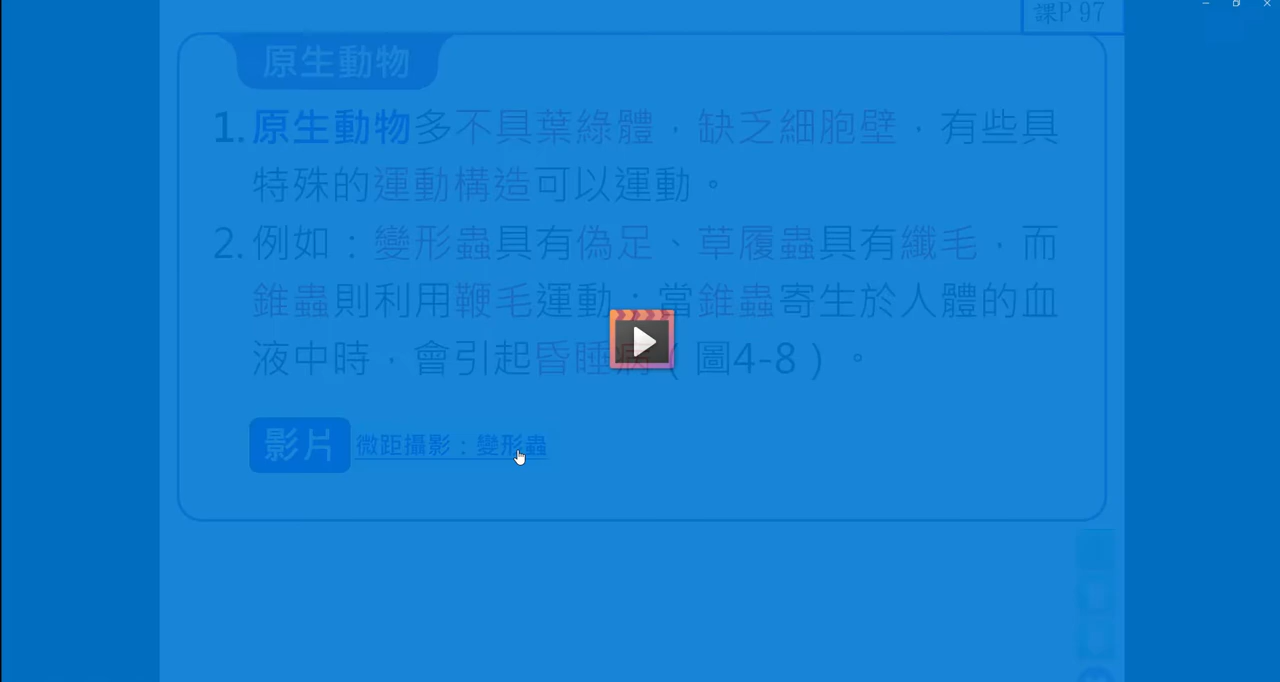 課P 97
原生動物
1.原生動物多不具葉綠體，缺乏細胞壁，有些具
特殊的運動構造可以運動。
2.例如：變形蟲具有偽足、草履蟲具有纖毛，而
錐蟲則利用鞭毛運動；當錐蟲寄生於人體的血
液中時，會引起昏睡病（圖4-8）。
影片 微距攝影：變形蟲